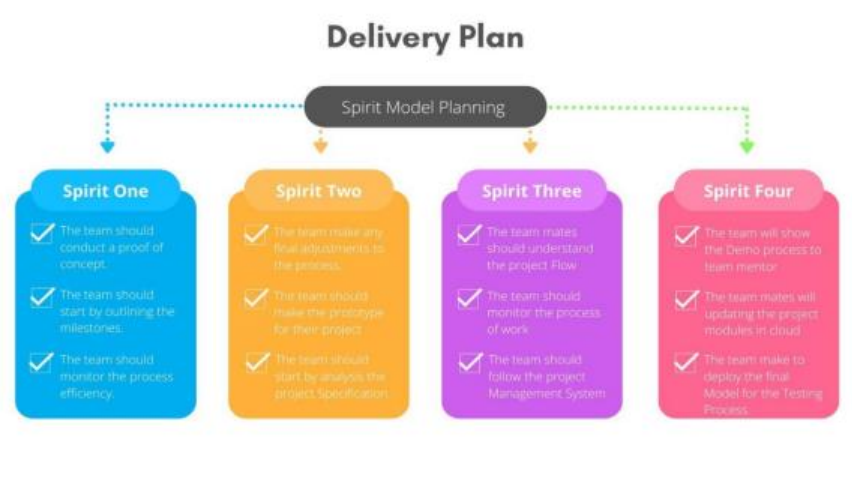 Delivery Plan
Spirit Model Planning
Spirit One
The team should
conduct a proof of
concept.
The team should
start by outlining the
milestones.
The team should
monitor the process
efficiency.
Spirit Two
The team make any
final adjustments to
the process.
The team should
make the prototype
for their project
The team should
start by analysis the
project Specification.
Spirit Three
The team mates
should understand
the project Flow
The team should
monitor the process
of work
The team should
follow the project
Management System
Spirit Four
The team will show
the Demo process to
team mentor
The team mates will
updating the project
modules in cloud
The team make to
deploy the final
Model for the Testing
Process